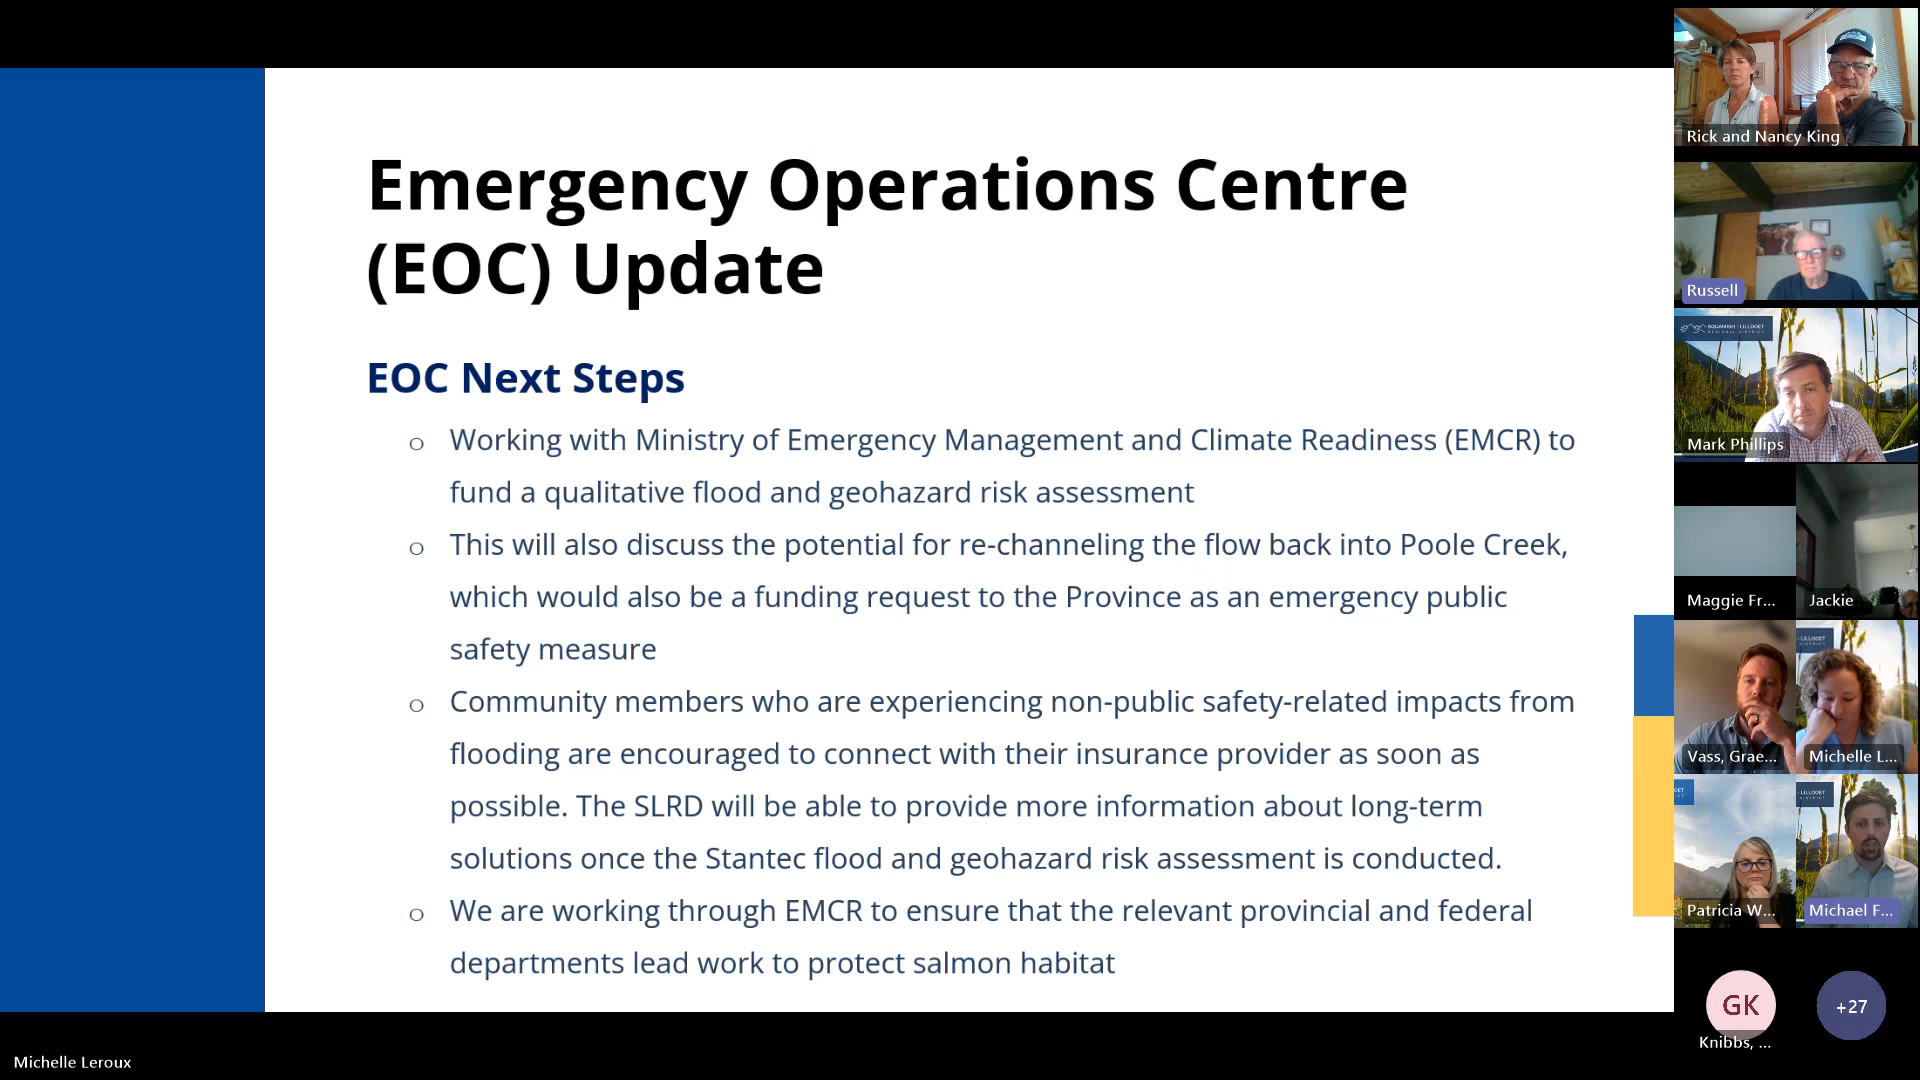 Emergency Operations Centre
(EOC) Update
EOC Next Steps
o Working with Ministry of Emergency Management and Climate Readiness (EMCR) to
fund a qualitative flood and geohazard risk assessment
o This will also discuss the potential for re-channeling the flow back into Poole Creek,
which would also be a funding request to the Province as an emergency public
safety measure
o Community members who are experiencing non-public safety-related impacts from
flooding are encouraged to connect with their insurance provider as soon as
possible. The SLRD will be able to provide more information about long-term
solutions once the Stantec flood and geohazard risk assessment is conducted.
o We are working through EMCR to ensure that the relevant provincial and federal
departments lead work to protect salmon habitat
Michelle Leroux
Rick and Nancy King
Russell
SQUAMISH - LILLOOET
REGIONAL DISTRICT
Mark Phillips
Maggie Fr...
Jackie
Vass, Grae...
- LILLOOET
Michelle L...
Patricia W...
- LILLOOET
Michael F...
GK
Knibbs, ...
+27